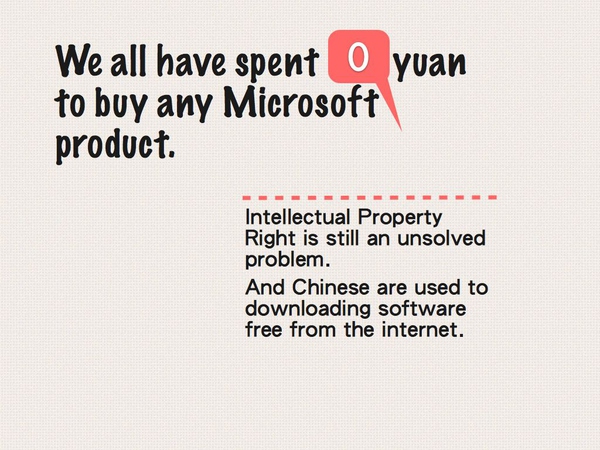 We all have spent 0 yuan
to buy any Microsoft
product.
Intellectual Property
Right is still an unsolved
problem.
And Chinese are used to
downloading software
free from the internet.